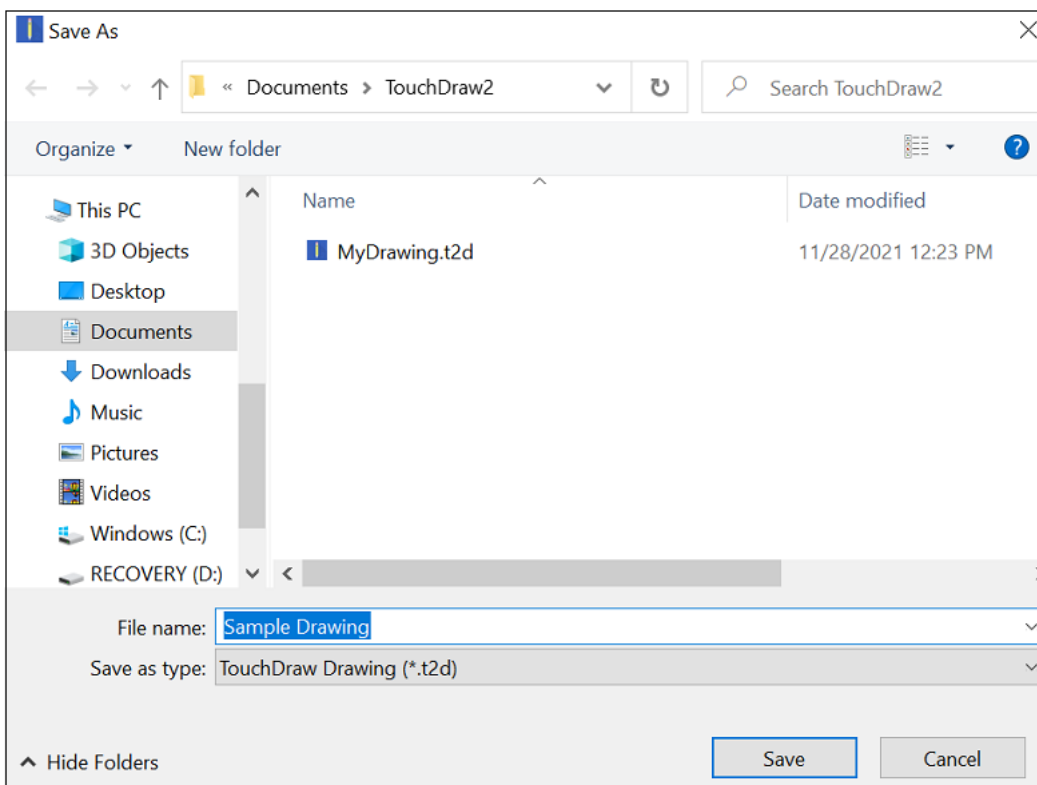 Save As
« Documents > TouchDraw2
Search TouchDraw2
Organize
New folder
?
Name
Date modified
This PC
3D Objects
Desktop
Documents
Downloads
Music
Pictures
Videos
Windows (C:)
RECOVERY (D:)
MyDrawing.t2d
11/28/2021 12:23 PM
File name: Sample Drawing
Save as type: TouchDraw Drawing (*.t2d)
Hide Folders
Save
Cancel